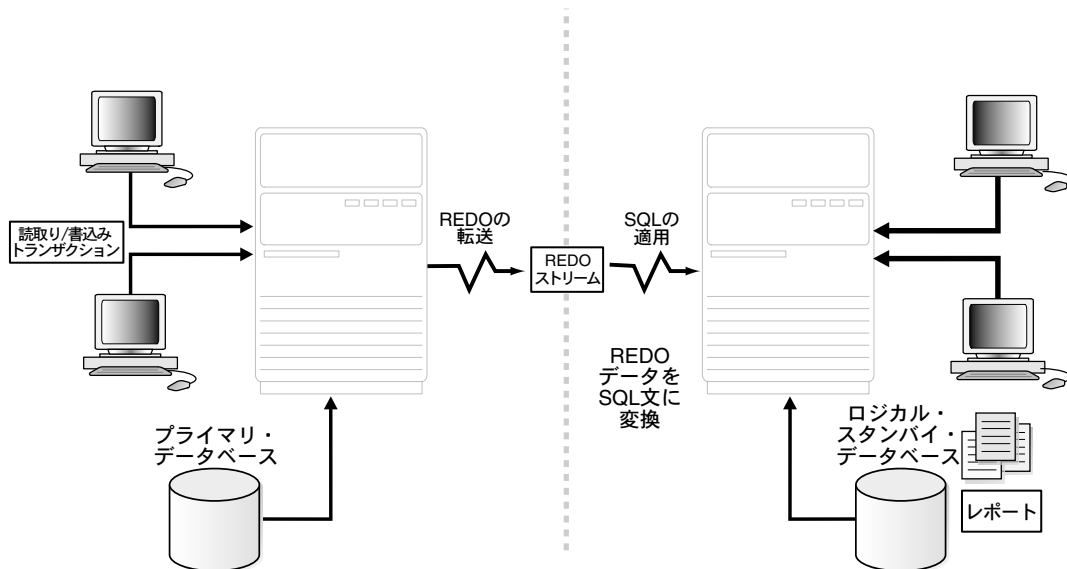 読取り/書込み
トランザクション
REDOの
転送
REDO
ストリーム
SQLの
適用
REDO
データを
SQL文に
変換
プライマリ・
データベース
ロジカル・
スタンバイ・
データベース
レポート